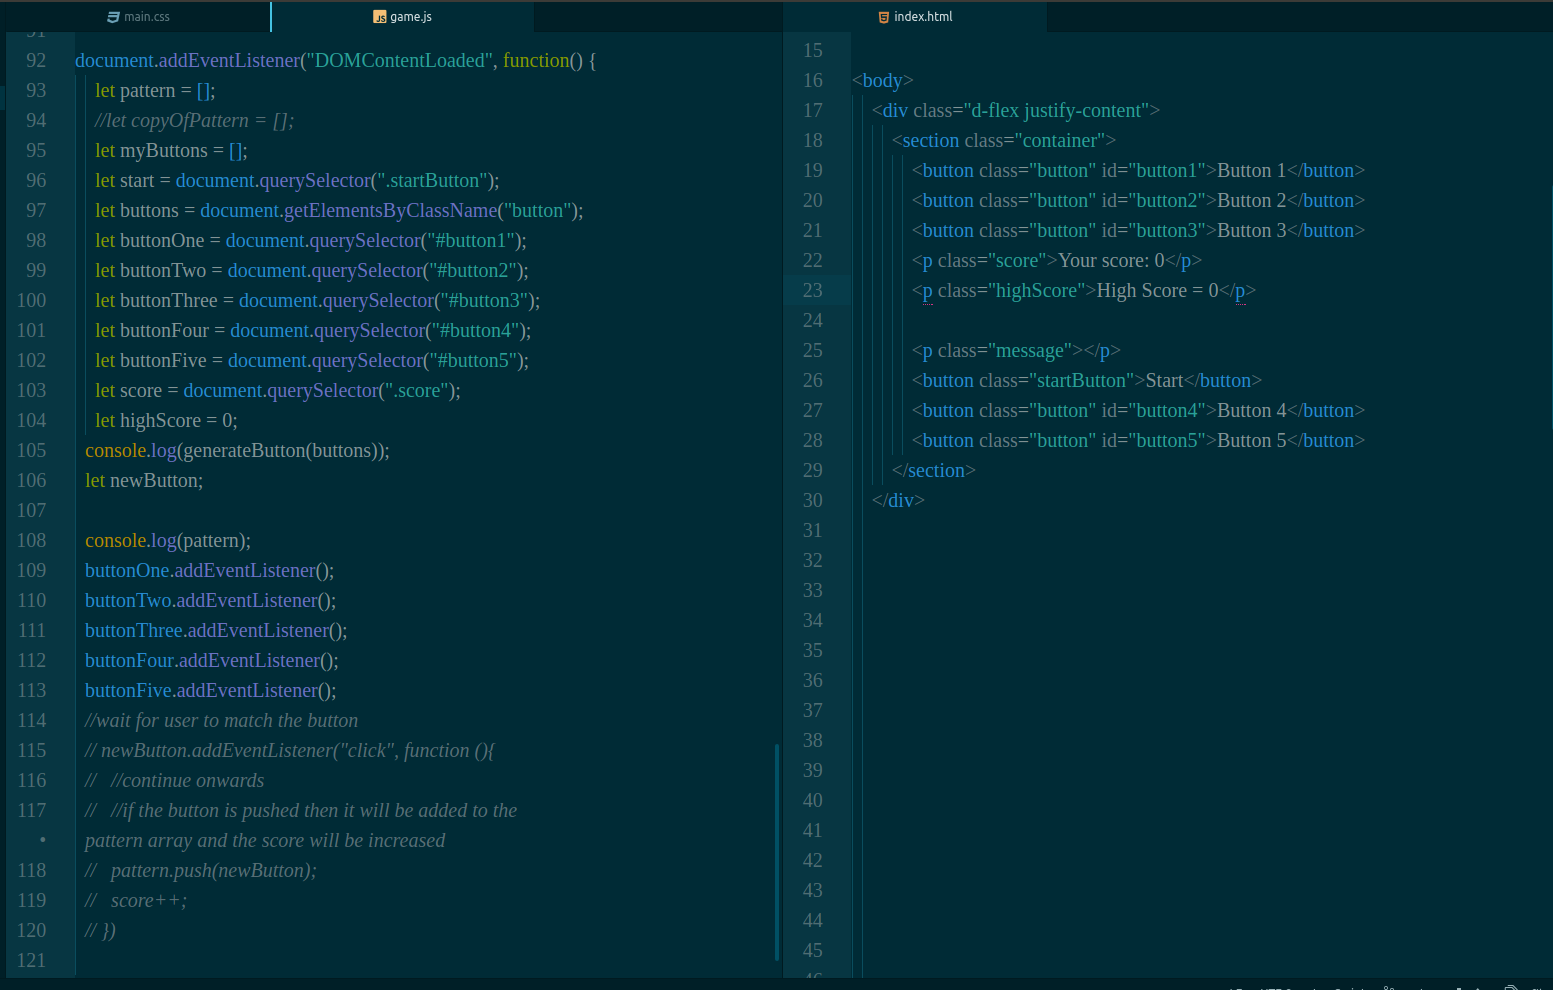 main.css
game.js
index.html
92 document.addEventListener("DOMContentLoaded", function() {
93 let pattern = [];
94 //let copyOfPattern = [];
95 let myButtons = [];
96 let start = document.querySelector(".startButton");
97 let buttons = document.getElementsByClassName("button");
98 let buttonOne = document.querySelector("#button1");
99 let buttonTwo = document.querySelector("#button2");
100 let buttonThree = document.querySelector("#button3");
101 let buttonFour = document.querySelector("#button4");
102 let buttonFive = document.querySelector("#button5");
103 let score = document.querySelector(".score");
104 let highScore = 0;
105 console.log(generateButton(buttons));
106 let newButton;
107
108 console.log(pattern);
109 buttonOne.addEventListener();
110 buttonTwo.addEventListener();
111 buttonThree.addEventListener();
112 buttonFour.addEventListener();
113 buttonFive.addEventListener();
114 //wait for user to match the button
115 // newButton.addEventListener("click", function (){
116 // //continue onwards
117 // //if the button is pushed then it will be added to the
• pattern array and the score will be increased
118 // pattern.push(newButton);
119 // score++;
120 // })
121
15
16 <body>
17 <div class="d-flex justify-content">
18 <section class="container">
19 <button class="button" id="button1">Button 1</button>
20 <button class="button" id="button2">Button 2</button>
21 <button class="button" id="button3">Button 3</button>
22 <p class="score">Your score: 0</p>
23 <p class="highScore">High Score = 0</p>
24
25 <p class="message"></p>
26 <button class="startButton">Start</button>
27 <button class="button" id="button4">Button 4</button>
28 <button class="button" id="button5">Button 5</button>
29 </section>
30 </div>
31
32
33
34
35
36
37
38
39
40
41
42
43
44
45